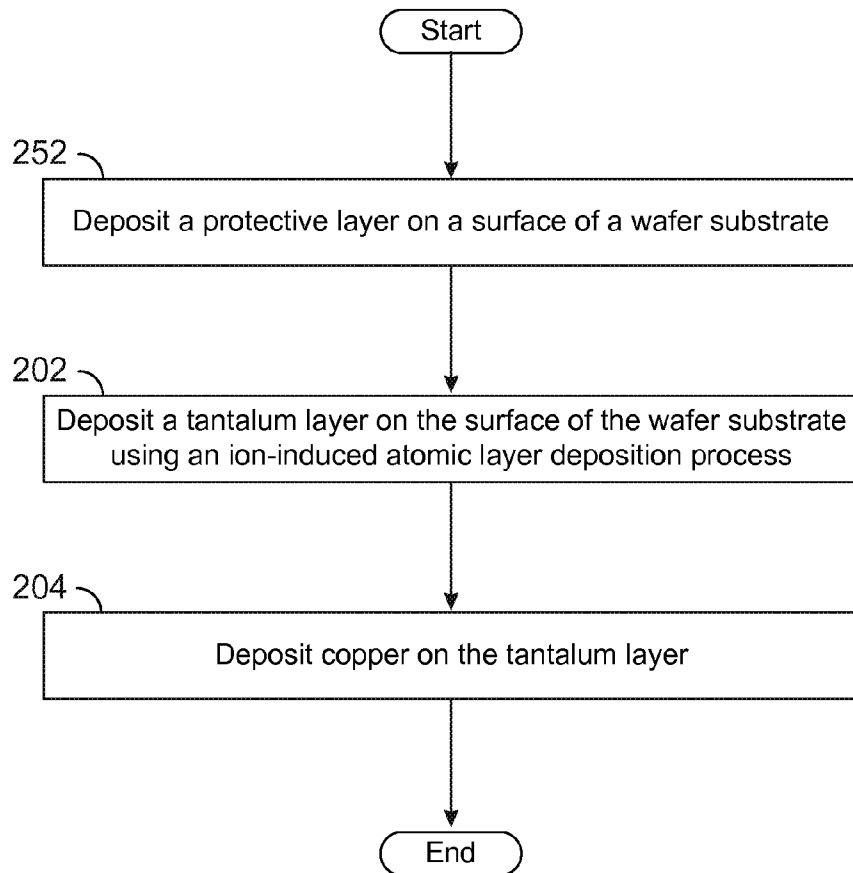 Start
252
Deposit a protective layer on a surface of a wafer substrate
202
Deposit a tantalum layer on the surface of the wafer substrate
using an ion-induced atomic layer deposition process
204
Deposit copper on the tantalum layer
End